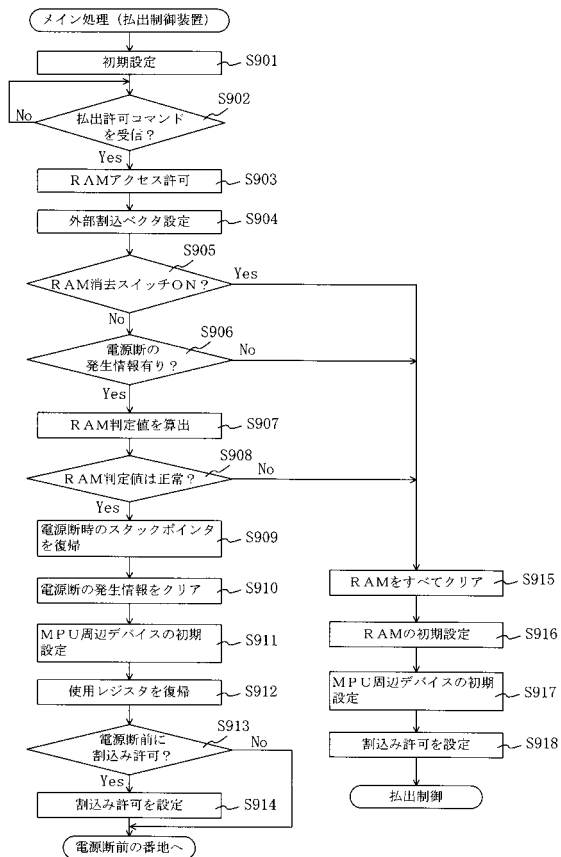 メイン処理（払出制御装置）
初期設定
S901
S902
払出許可コマンド
を受信？
No
Yes
RAMアクセス許可
S903
外部割込ベクタ設定
S904
S905
RAM消去スイッチON？
Yes
No
S906
電源断の
発生情報有り？
No
Yes
RAM判定値を算出
S907
S908
RAM判定値は正常？
No
Yes
電源断時のスタックポインタ
を復帰
S909
電源断の発生情報をクリア
S910
MPU周辺デバイスの初期
設定
S911
使用レジスタを復帰
S912
電源断前に
割込み許可？
S913
No
Yes
割込み許可を設定
S914
電源断前の番地へ
RAMをすべてクリア
S915
RAMの初期設定
S916
MPU周辺デバイスの初期
設定
S917
割込み許可を設定
S918
払出制御